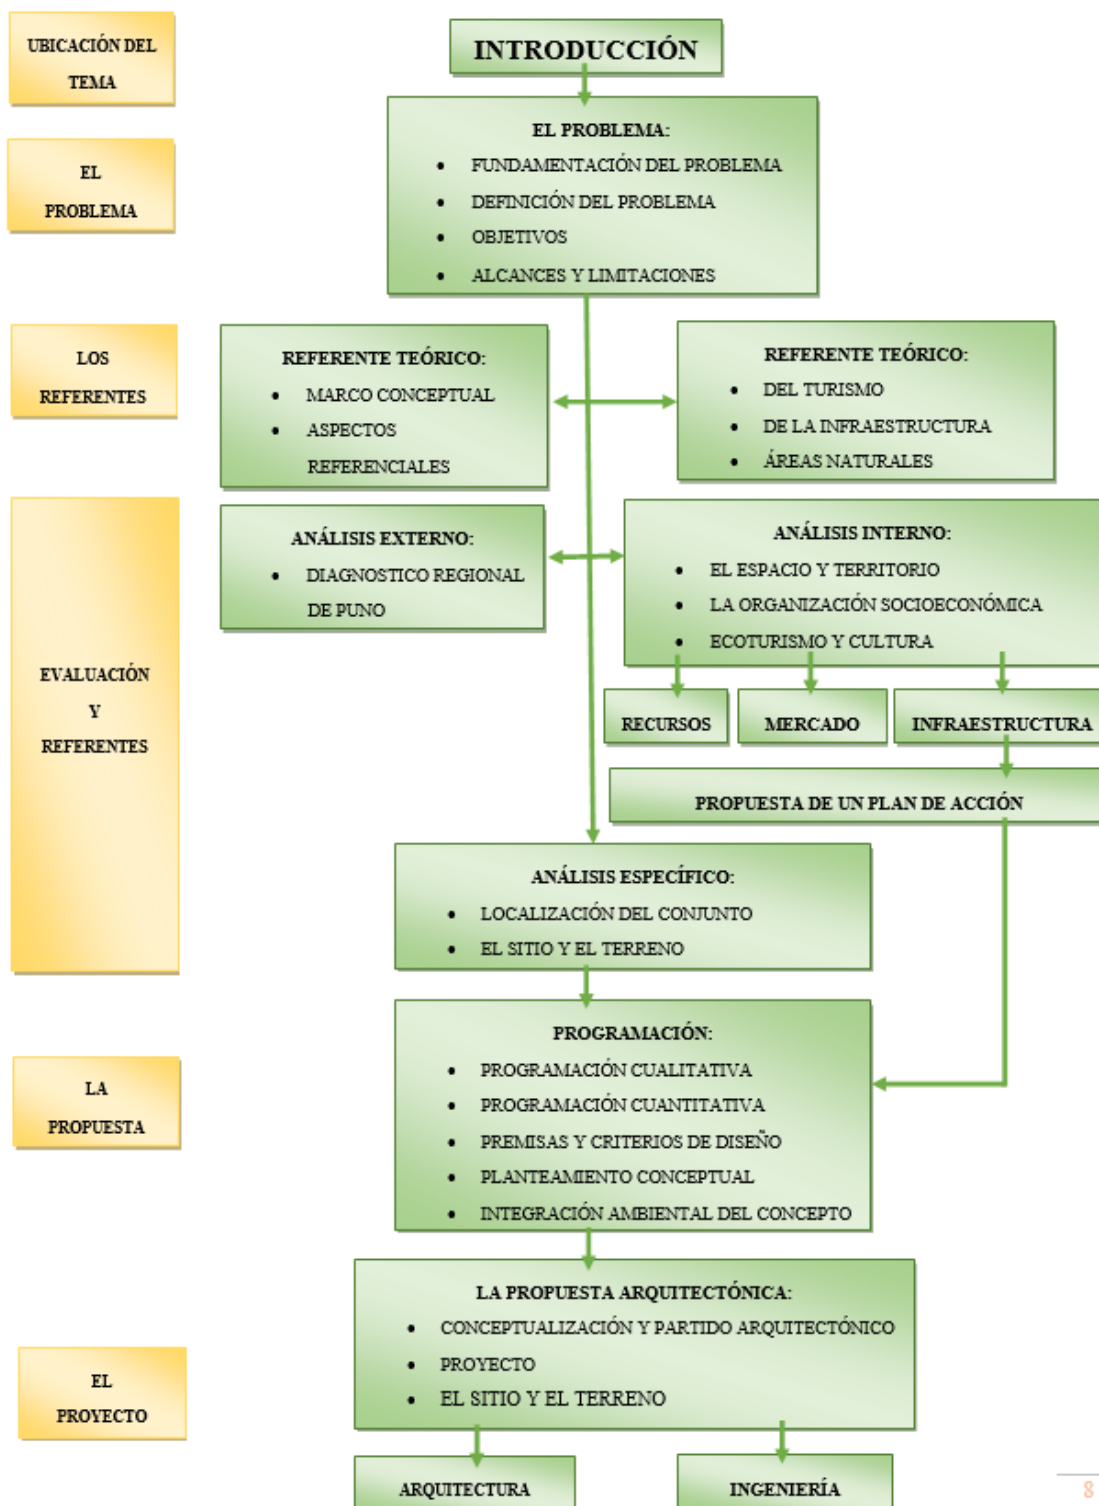 UBICACIÓN DEL
TEMA
INTRODUCCIÓN
EL
PROBLEMA
EL PROBLEMA:
• FUNDAMENTACIÓN DEL PROBLEMA
• DEFINICIÓN DEL PROBLEMA
• OBJETIVOS
• ALCANCES Y LIMITACIONES
LOS
REFERENTES
REFERENTE TEÓRICO:
• MARCO CONCEPTUAL
• ASPECTOS
REFERENCIALES
REFERENTE TEÓRICO:
• DEL TURISMO
• DE LA INFRAESTRUCTURA
• ÁREAS NATURALES
EVALUACIÓN
Y
REFERENTES
ANÁLISIS EXTERNO:
• DIAGNOSTICO REGIONAL
DE PUNO
ANÁLISIS INTERNO:
• EL ESPACIO Y TERRITORIO
• LA ORGANIZACIÓN SOCIOECONÓMICA
• ECOTURISMO Y CULTURA
RECURSOS
MERCADO
INFRAESTRUCTURA
PROPUESTA DE UN PLAN DE ACCIÓN
ANÁLISIS ESPECÍFICO:
• LOCALIZACIÓN DEL CONJUNTO
• EL SITIO Y EL TERRENO
LA
PROPUESTA
PROGRAMACIÓN:
• PROGRAMACIÓN CUALITATIVA
• PROGRAMACIÓN CUANTITATIVA
• PREMISAS Y CRITERIOS DE DISEÑO
• PLANTEAMIENTO CONCEPTUAL
• INTEGRACIÓN AMBIENTAL DEL CONCEPTO
EL
PROYECTO
LA PROPUESTA ARQUITECTÓNICA:
• CONCEPTUALIZACIÓN Y PARTIDO ARQUITECTÓNICO
• PROYECTO
• EL SITIO Y EL TERRENO
ARQUITECTURA
INGENIERÍA
8